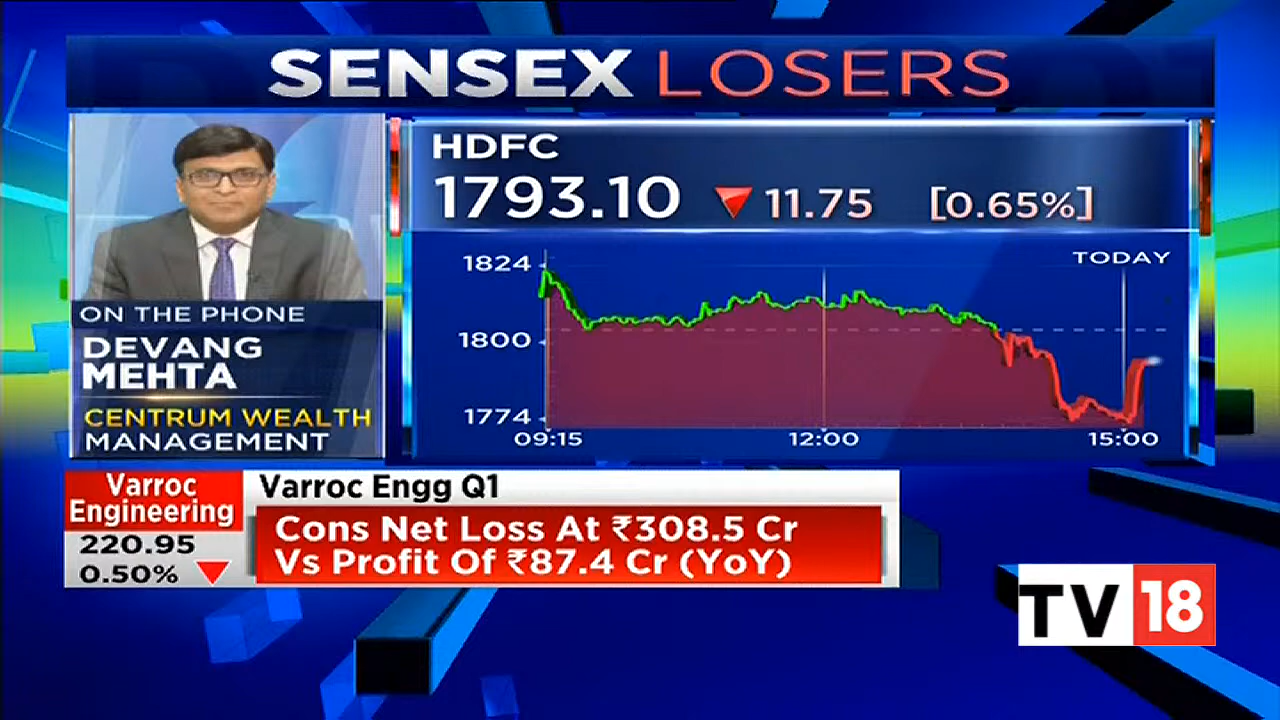 SENSEX LOSERS
HDFC
1793.10 ▼ 11.75 [0.65%]
TODAY
1824
1800
1774
09:15 12:00 15:00
ON THE PHONE
DEVANG
MEHTA
CENTRUM WEALTH
MANAGEMENT
Varroc
Engineering
220.95
0.50% ▼
Varroc Engg Q1
Cons Net Loss At ₹308.5 Cr
Vs Profit Of ₹87.4 Cr (YoY)
TV18